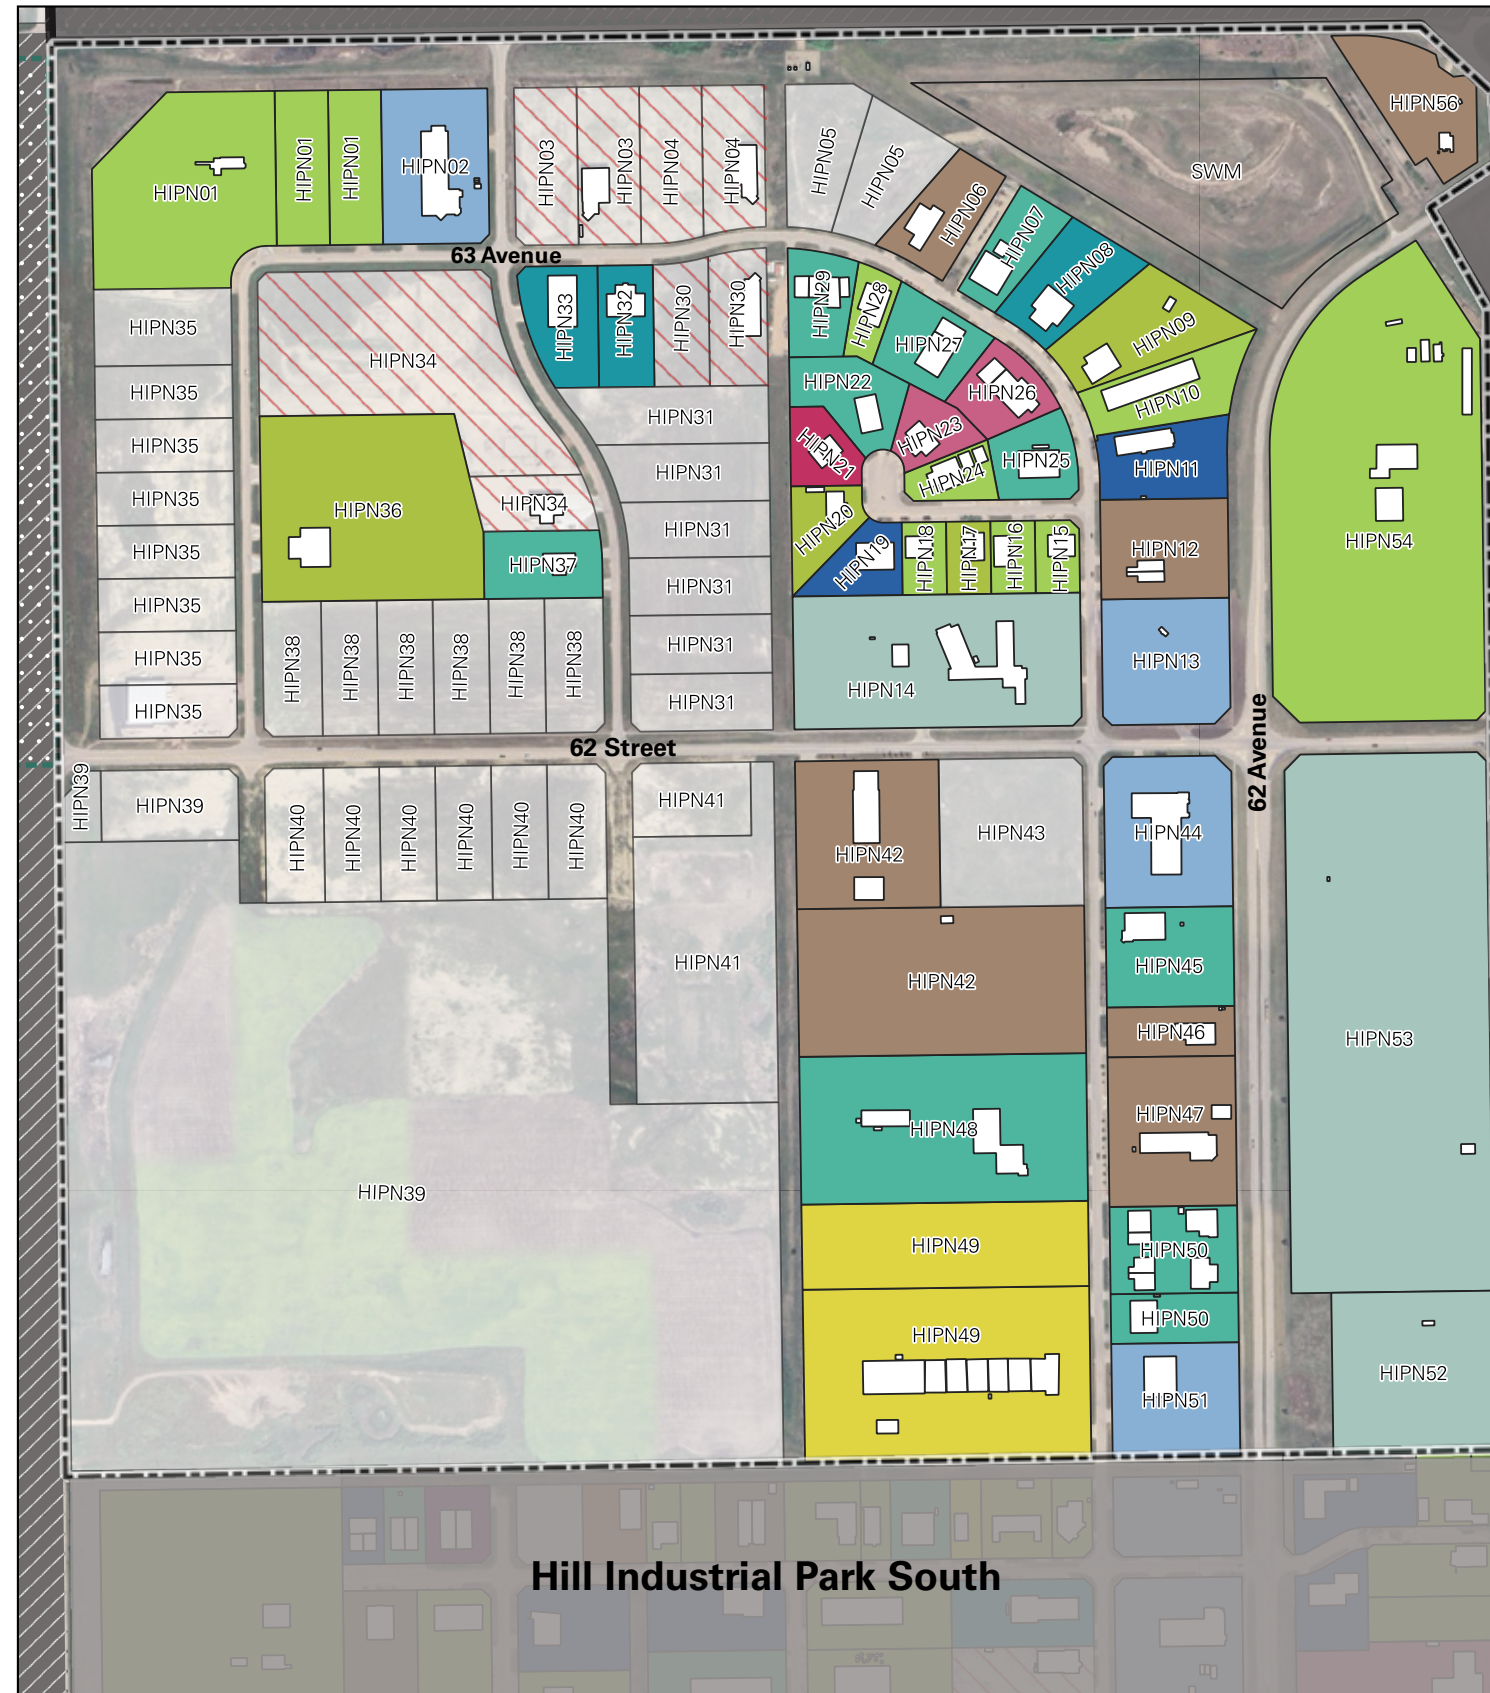 HIPN56
HIPN01
HIPN01
HIPN01
HIPN02
HIPN03
HIPN03
HIPN04
HIPN04
HIPN05
HIPN05
HIPN06
SWM
HIPN07
HIPN08
HIPN09
HIPN10
63 Avenue
HIPN33
HIPN32
HIPN30
HIPN30
HIPN29
HIPN28
HIPN27
HIPN26
HIPN35
HIPN34
HIPN22
HIPN23
HIPN21
HIPN35
HIPN31
HIPN35
HIPN31
HIPN24
HIPN25
HIPN11
HIPN35
HIPN36
HIPN34
HIPN31
HIPN20
HIPN19
HIPN18
HIPN17
HIPN16
HIPN15
HIPN12
HIPN54
HIPN35
HIPN37
HIPN31
HIPN35
HIPN38
HIPN38
HIPN38
HIPN38
HIPN38
HIPN38
HIPN31
HIPN35
HIPN14
HIPN13
HIPN35
HIPN31
62 Street
62 Avenue
HIPN39
HIPN39
HIPN40
HIPN40
HIPN40
HIPN40
HIPN40
HIPN40
HIPN41
HIPN42
HIPN43
HIPN44
HIPN41
HIPN42
HIPN45
HIPN46
HIPN53
HIPN47
HIPN48
HIPN39
HIPN49
HIPN50
HIPN50
HIPN49
HIPN52
HIPN51
Hill Industrial Park South